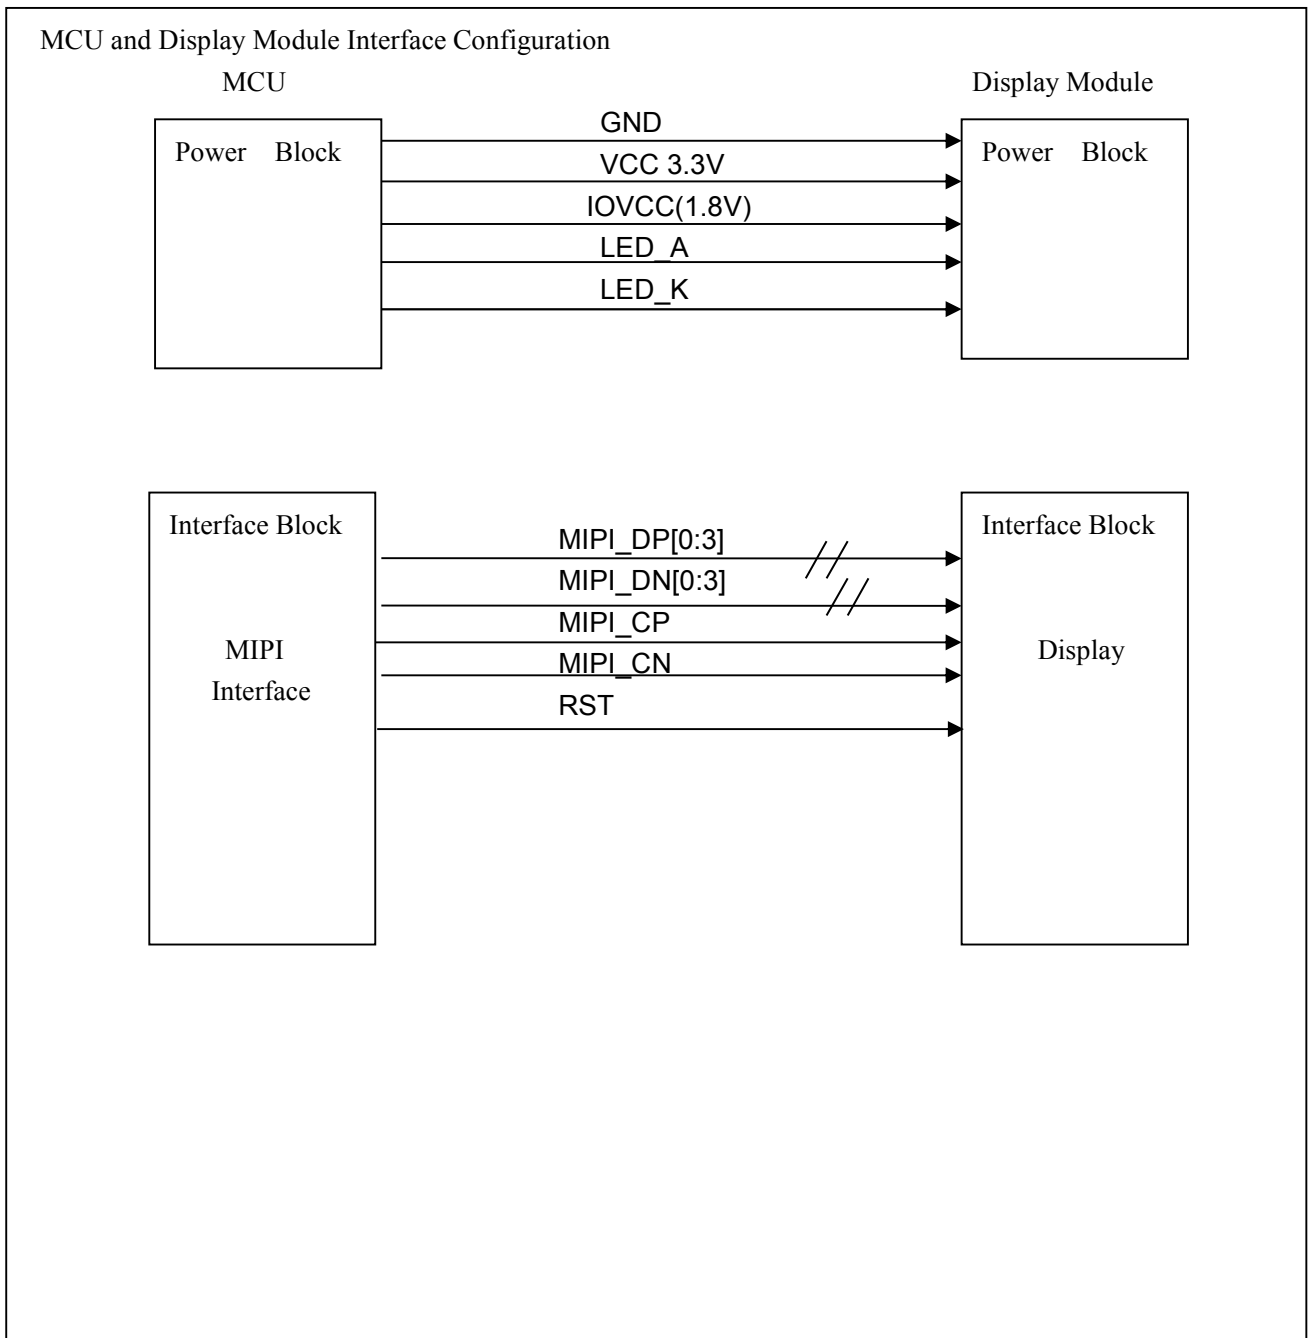 MCU and Display Module Interface Configuration
MCU
Display Module
Power Block
GND
VCC 3.3V
IOVCC(1.8V)
LED_A
LED_K
Power Block
Interface Block
MIPI
Interface
MIPI_DP[0:3]
MIPI_DN[0:3]
MIPI_CP
MIPI_CN
RST
Interface Block
Display